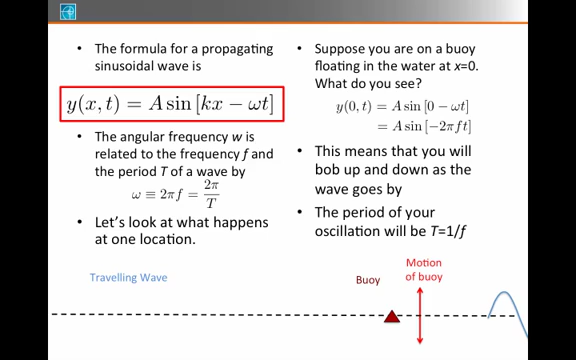 • The formula for a propagating
sinusoidal wave is
y(x, t) = A sin [kx − ωt]
• The angular frequency w is
related to the frequency f and
the period T of a wave by
ω ≡ 2πf = 2π/T
• Let's look at what happens
at one location.
• Suppose you are on a buoy
floating in the water at x=0.
What do you see?
y(0, t) = A sin [0 − ωt]
= A sin [−2πft]
• This means that you will
bob up and down as the
wave goes by
• The period of your
oscillation will be T=1/f
Travelling Wave
Buoy
Motion
of buoy